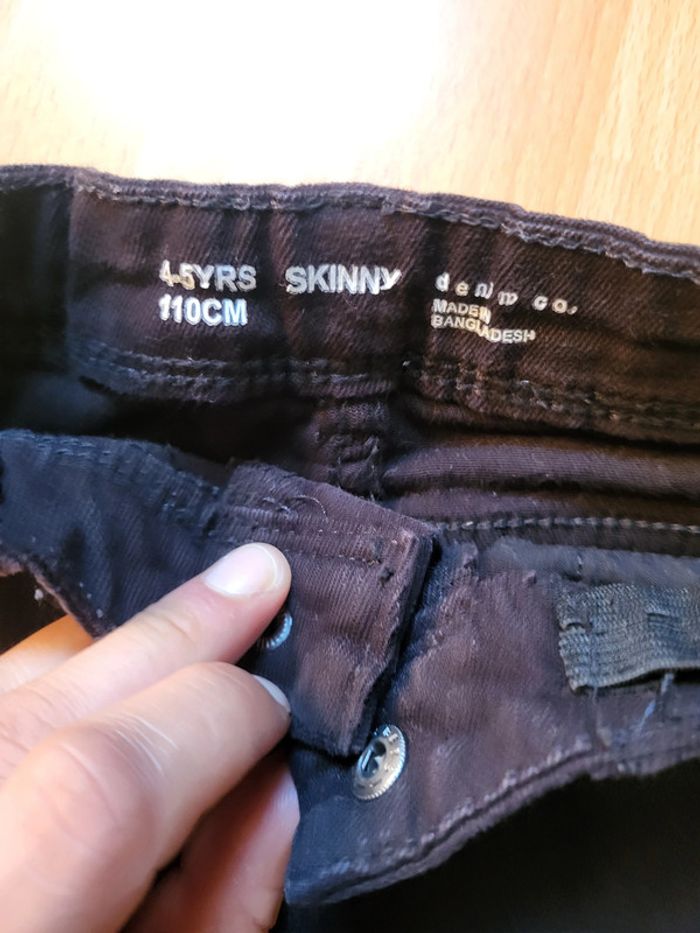 4-5YRS SKINNY denim co.
110CM MADE IN
BANGLADESH